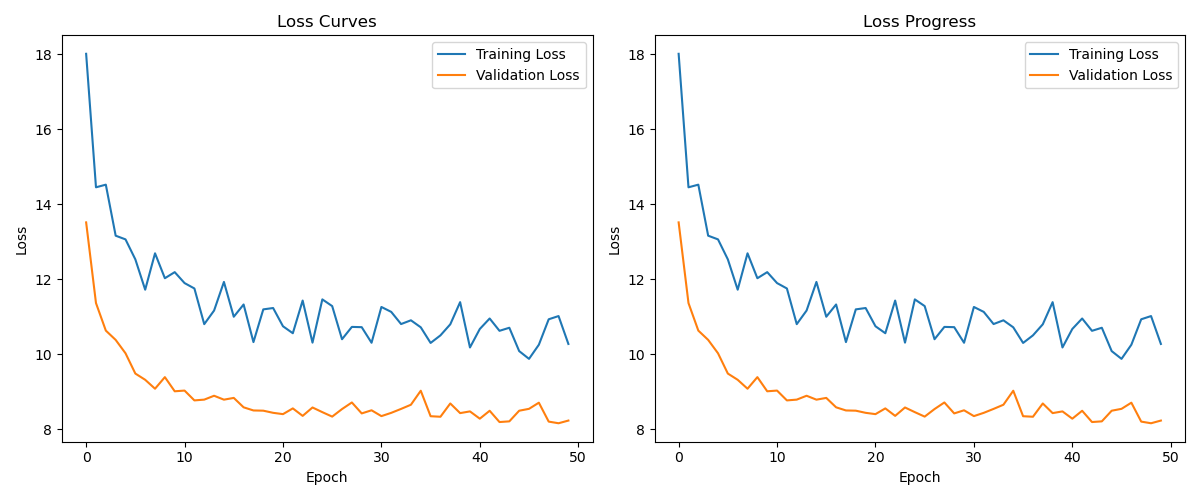 Loss Curves
Training Loss
Validation Loss
18
16
14
12
10
8
Loss
0 10 20 30 40 50
Epoch
Loss Progress
Training Loss
Validation Loss
18
16
14
12
10
8
Loss
0 10 20 30 40 50
Epoch